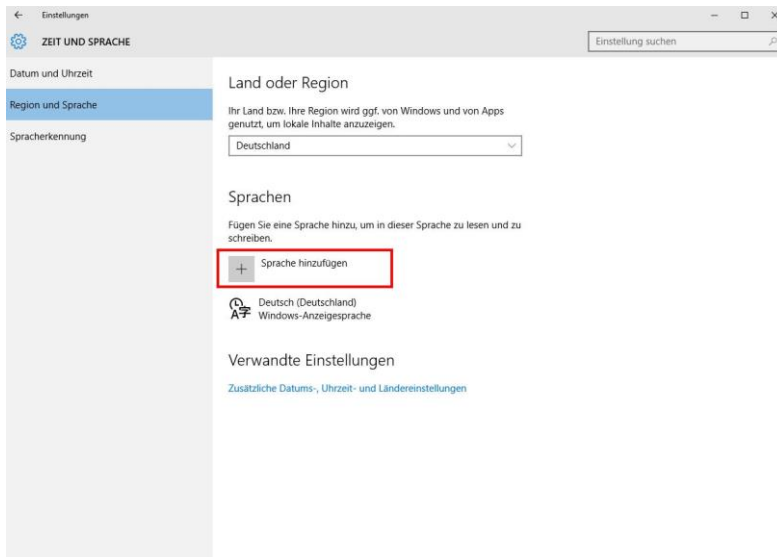 Einstellungen
ZEIT UND SPRACHE
Einstellung suchen
Datum und Uhrzeit
Region und Sprache
Spracherkennung
Land oder Region
Ihr Land bzw. Ihre Region wird ggf. von Windows und von Apps
genutzt, um lokale Inhalte anzuzeigen.
Deutschland
Sprachen
Fügen Sie eine Sprache hinzu, um in dieser Sprache zu lesen und zu
schreiben.
Sprache hinzufügen
Deutsch (Deutschland)
Windows-Anzeigesprache
Verwandte Einstellungen
Zusätzliche Datums-, Uhrzeit- und Ländereinstellungen